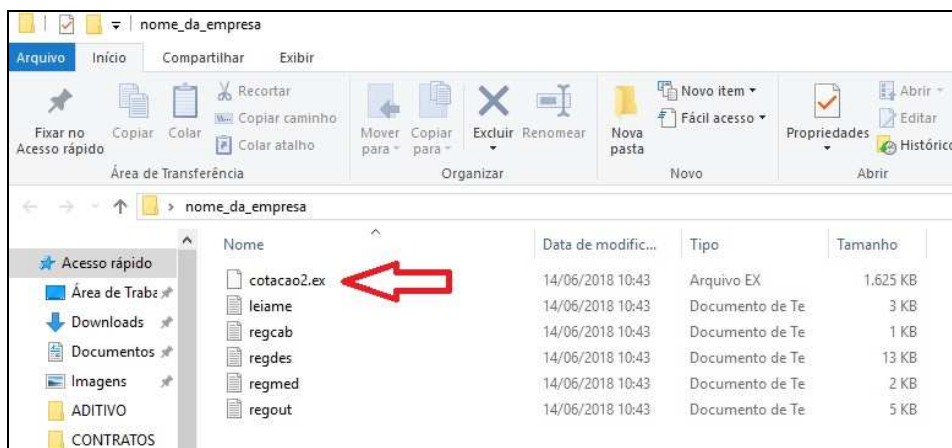 nome_da_empresa
Arquivo Início Compartilhar Exibir
Fixar no Acesso rápido
Copiar
Colar
Recortar
Copiar caminho
Colar atalho
Área de Transferência
Mover para
Copiar para
Excluir
Renomear
Organizar
Nova pasta
Novo item
Fácil acesso
Novo
Propriedades
Abrir
Editar
Históric
Abrir
nome_da_empresa
Nome Data de modific... Tipo Tamanho
Acesso rápido
Área de Traba
Downloads
Documentos
Imagens
ADITIVO
CONTRATOS
cotacao2.ex 14/06/2018 10:43 Arquivo EX 1.625 KB
leiame 14/06/2018 10:43 Documento de Te 3 KB
regcab 14/06/2018 10:43 Documento de Te 1 KB
regdes 14/06/2018 10:43 Documento de Te 13 KB
regmed 14/06/2018 10:43 Documento de Te 2 KB
regout 14/06/2018 10:43 Documento de Te 5 KB